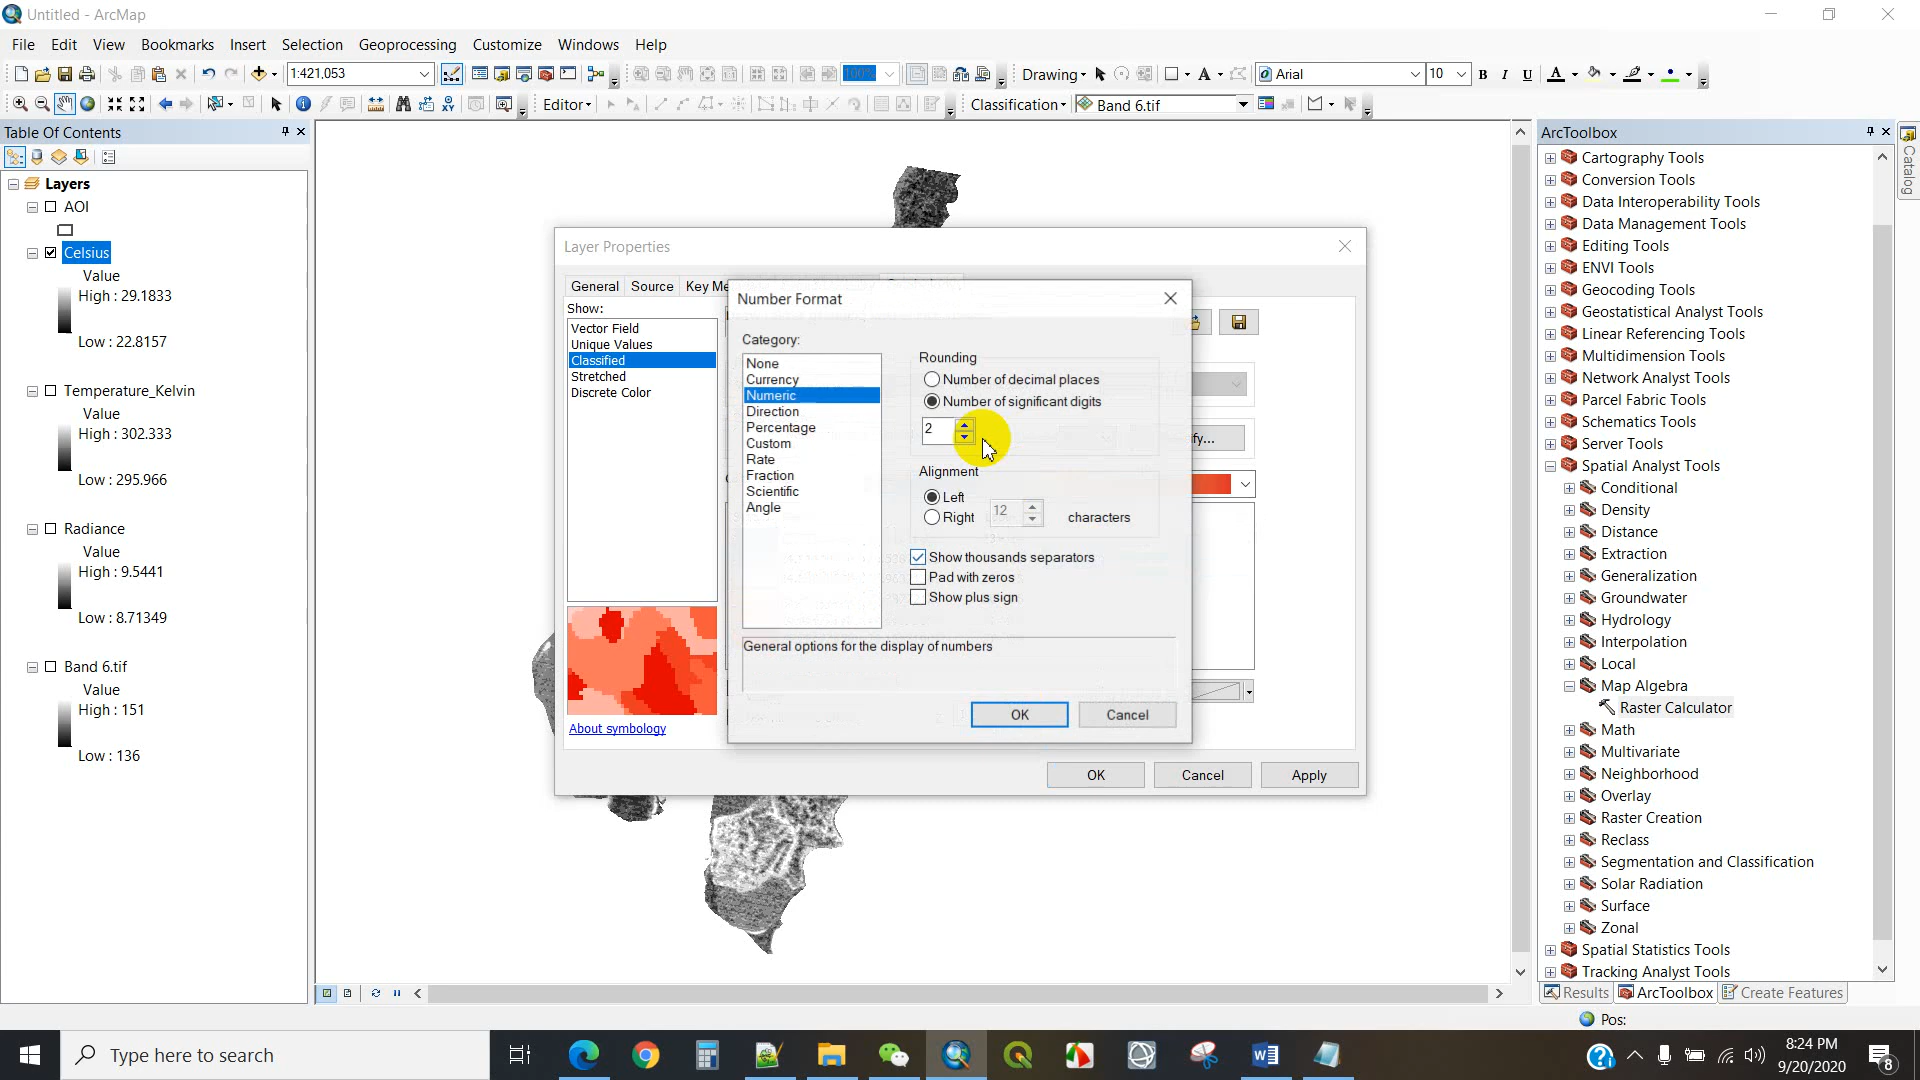 Untitled - ArcMap
File Edit View Bookmarks Insert Selection Geoprocessing Customize Windows Help
1:421,053 100% Drawing Arial 10 B I U A
Editor Classification Band 6.tif
Table Of Contents
Layers
AOI
Celsius
Value
High : 29.1833
Low : 22.8157
Temperature_Kelvin
Value
High : 302.333
Low : 295.966
Radiance
Value
High : 9.5441
Low : 8.71349
Band 6.tif
Value
High : 151
Low : 136
Layer Properties
General Source Key Me
Show:
Vector Field
Unique Values
Classified
Stretched
Discrete Color
About symbology
fy...
OK Cancel Apply
Number Format
Category:
None
Currency
Numeric
Direction
Percentage
Custom
Rate
Fraction
Scientific
Angle
Rounding
Number of decimal places
Number of significant digits
2
Alignment
Left
Right 12 characters
Show thousands separators
Pad with zeros
Show plus sign
General options for the display of numbers
OK Cancel
ArcToolbox
Cartography Tools
Conversion Tools
Data Interoperability Tools
Data Management Tools
Editing Tools
ENVI Tools
Geocoding Tools
Geostatistical Analyst Tools
Linear Referencing Tools
Multidimension Tools
Network Analyst Tools
Parcel Fabric Tools
Schematics Tools
Server Tools
Spatial Analyst Tools
Conditional
Density
Distance
Extraction
Generalization
Groundwater
Hydrology
Interpolation
Local
Map Algebra
Raster Calculator
Math
Multivariate
Neighborhood
Overlay
Raster Creation
Reclass
Segmentation and Classification
Solar Radiation
Surface
Zonal
Spatial Statistics Tools
Tracking Analyst Tools
Results ArcToolbox Create Features
Catalog
Pos:
Type here to search
8:24 PM
9/20/2020
8